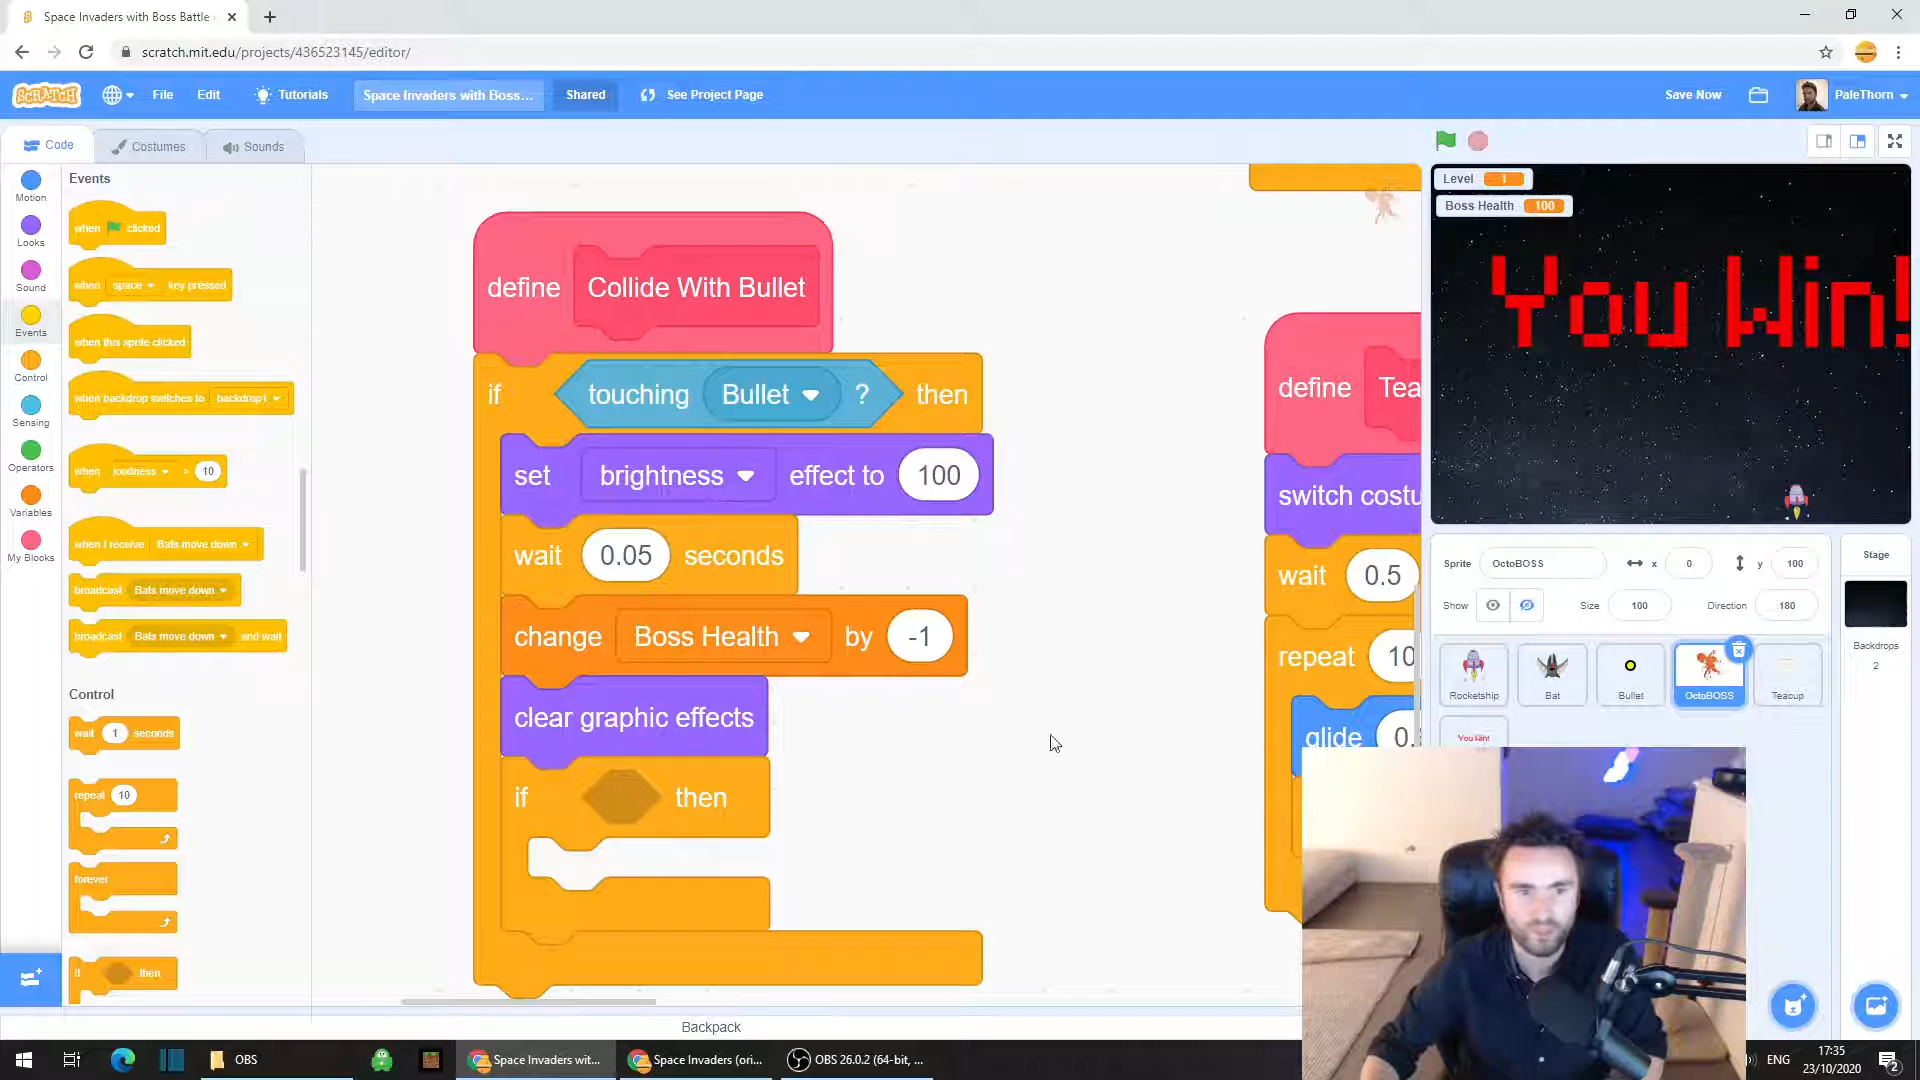 Space Invaders with Boss Battle
scratch.mit.edu/projects/436523145/editor/
SCRATCH
File
Edit
Tutorials
Space Invaders with Boss...
Shared
See Project Page
Save Now
PaleThorn
Code
Costumes
Sounds
Motion
Looks
Sound
Events
Control
Sensing
Operators
Variables
My Blocks
Events
when clicked
when space key pressed
when this sprite clicked
when backdrop switches to backdrop1
when loudness > 10
when I receive Bats move down
broadcast Bats move down
broadcast Bats move down and wait
Control
wait 1 seconds
repeat 10
forever
if then
define Collide With Bullet
if touching Bullet ? then
set brightness effect to 100
wait 0.05 seconds
change Boss Health by -1
clear graphic effects
if then
define Tea
switch costu
wait 0.5
repeat 10
glide 0.
Level 1
Boss Health 100
You Win!
Sprite OctoBOSS x 0 y 100
Show Size 100 Direction 180
Rocketship
Bat
Bullet
OctoBOSS
Teacup
You Win!
Stage
Backdrops
2
Backpack
OBS
Space Invaders wit...
Space Invaders (ori...
OBS 26.0.2 (64-bit, ...
ENG
17:35
23/10/2020
2